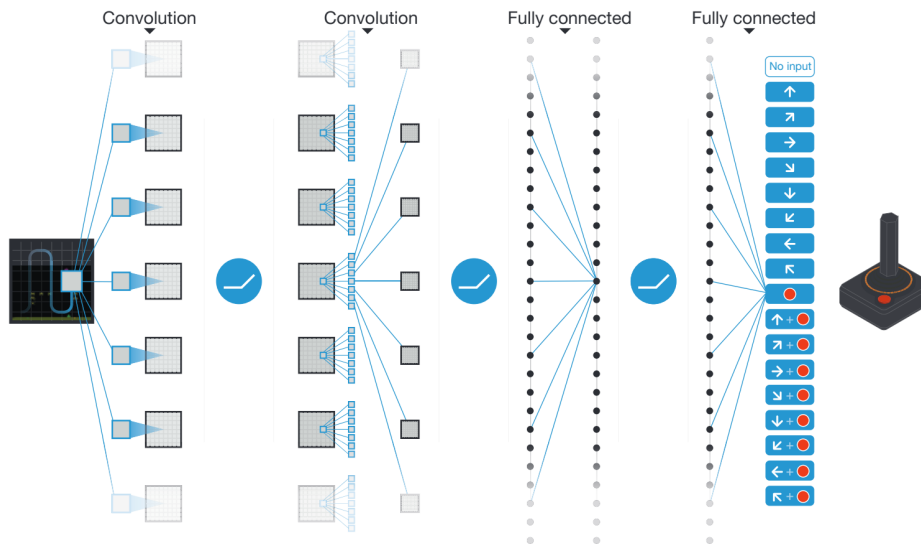 Convolution
Convolution
Fully connected
Fully connected
No input
+
+
+
+
+
+
+
+